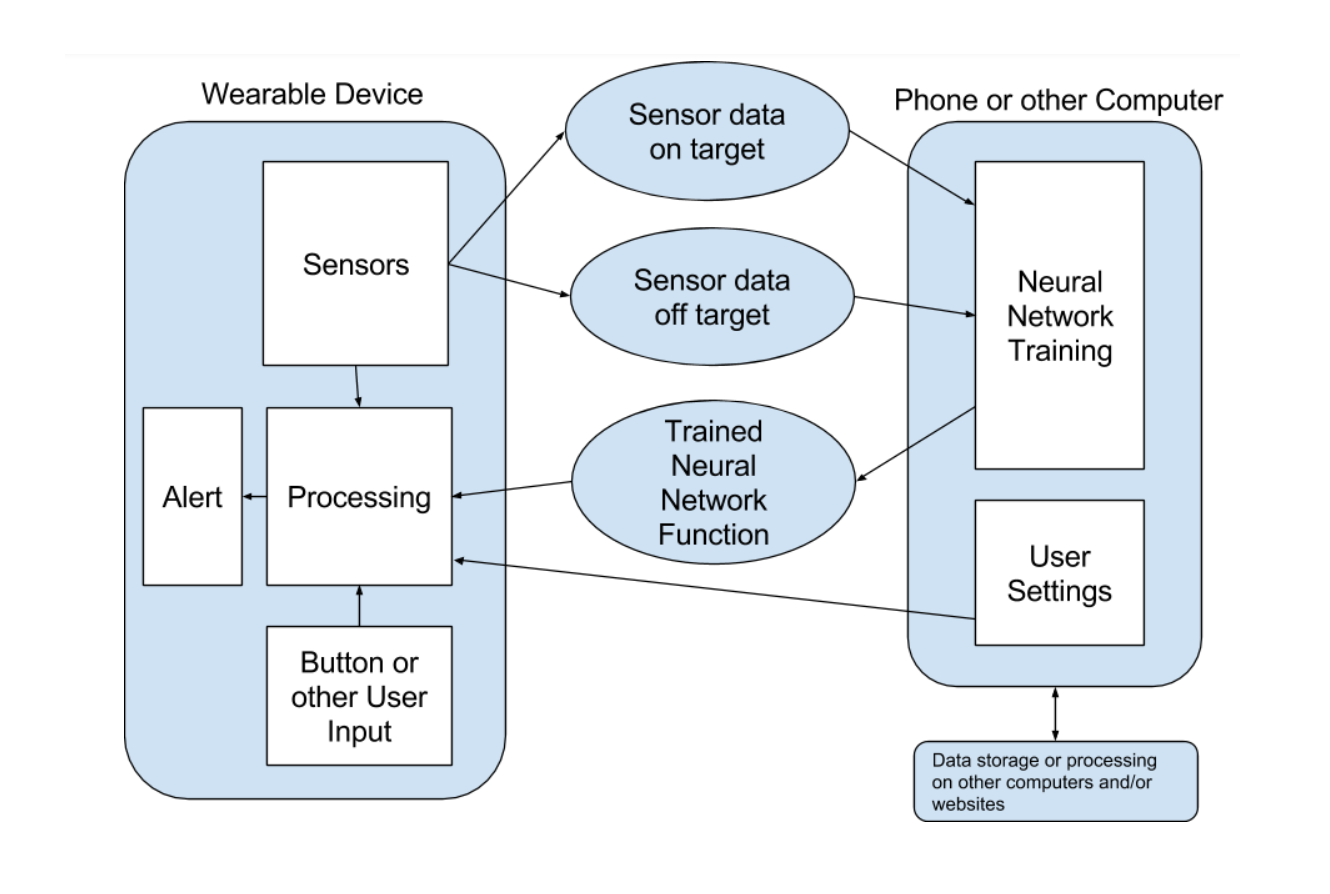 Wearable Device
Sensor data
on target
Phone or other Computer
Sensors
Sensor data
off target
Neural
Network
Training
Alert
Processing
Trained
Neural
Network
Function
User
Settings
Button or
other User
Input
Data storage or processing
on other computers and/or
websites